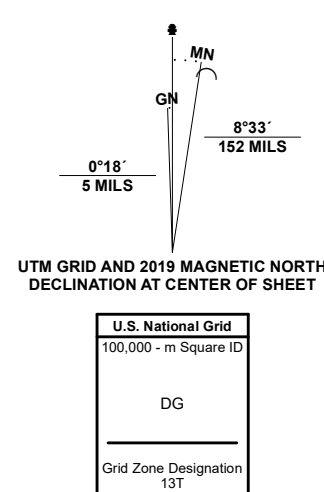 MN
GN
8°33´
152 MILS
0°18´
5 MILS
UTM GRID AND 2019 MAGNETIC NORTH
DECLINATION AT CENTER OF SHEET
U.S. National Grid
100,000 - m Square ID
DG
Grid Zone Designation
13T